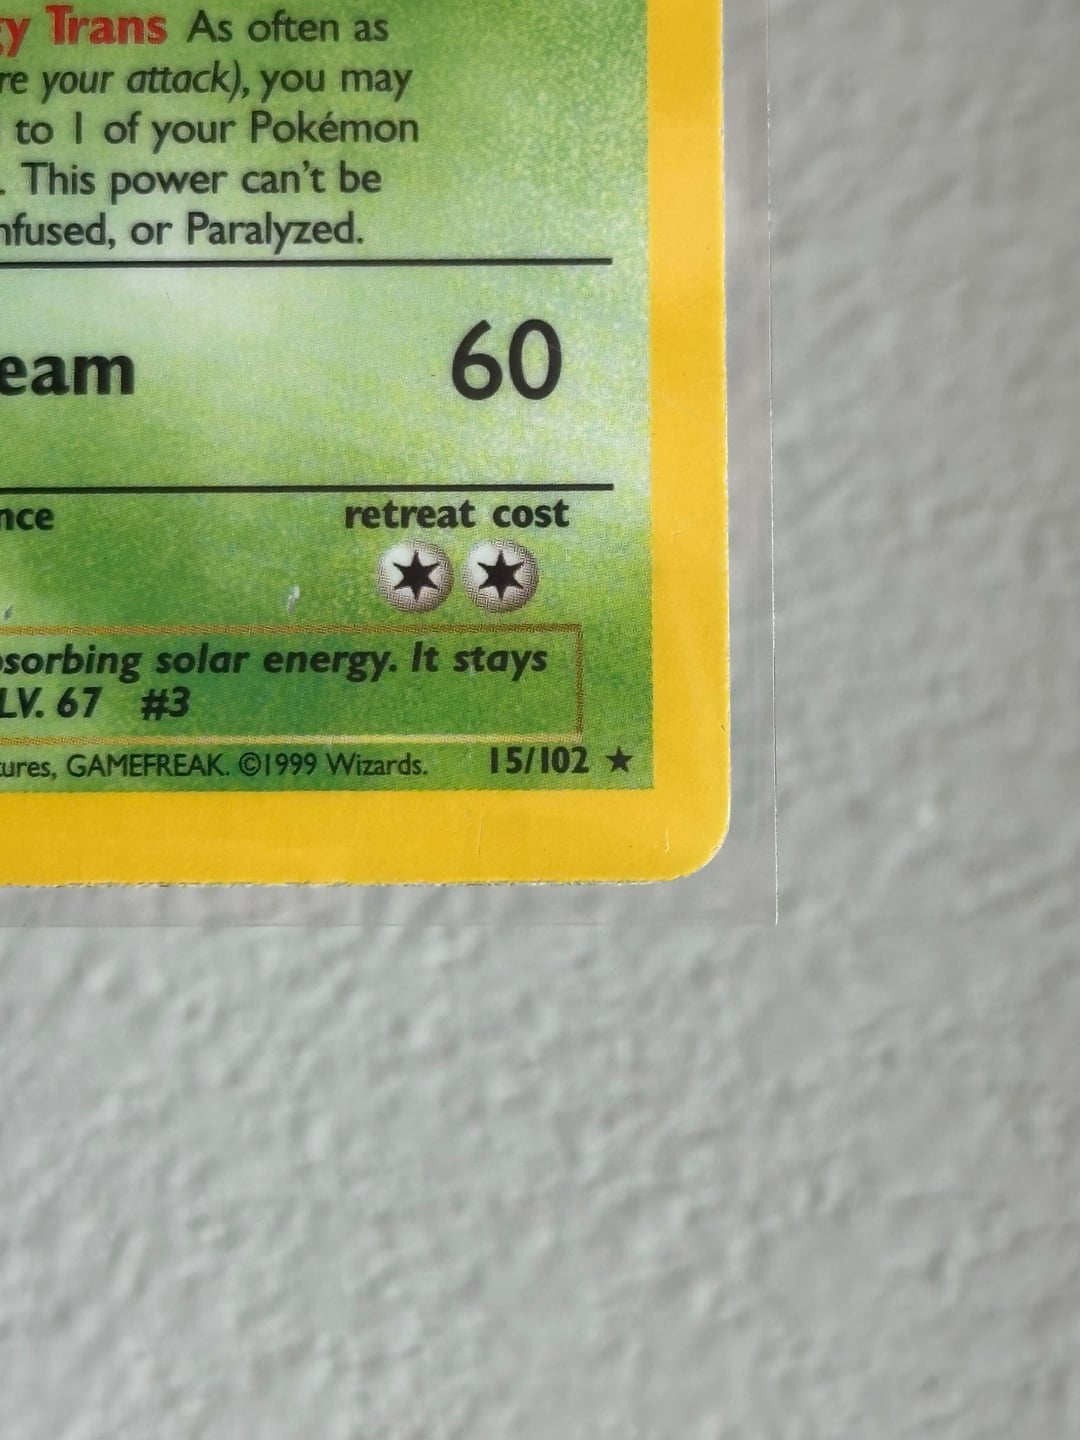 gy Trans As often as
re your attack), you may
to 1 of your Pokémon
. This power can't be
nfused, or Paralyzed.
eam 60
nce retreat cost
bsorbing solar energy. It stays
LV. 67 #3
ures, GAMEFREAK. ©1999 Wizards. 15/102 ★